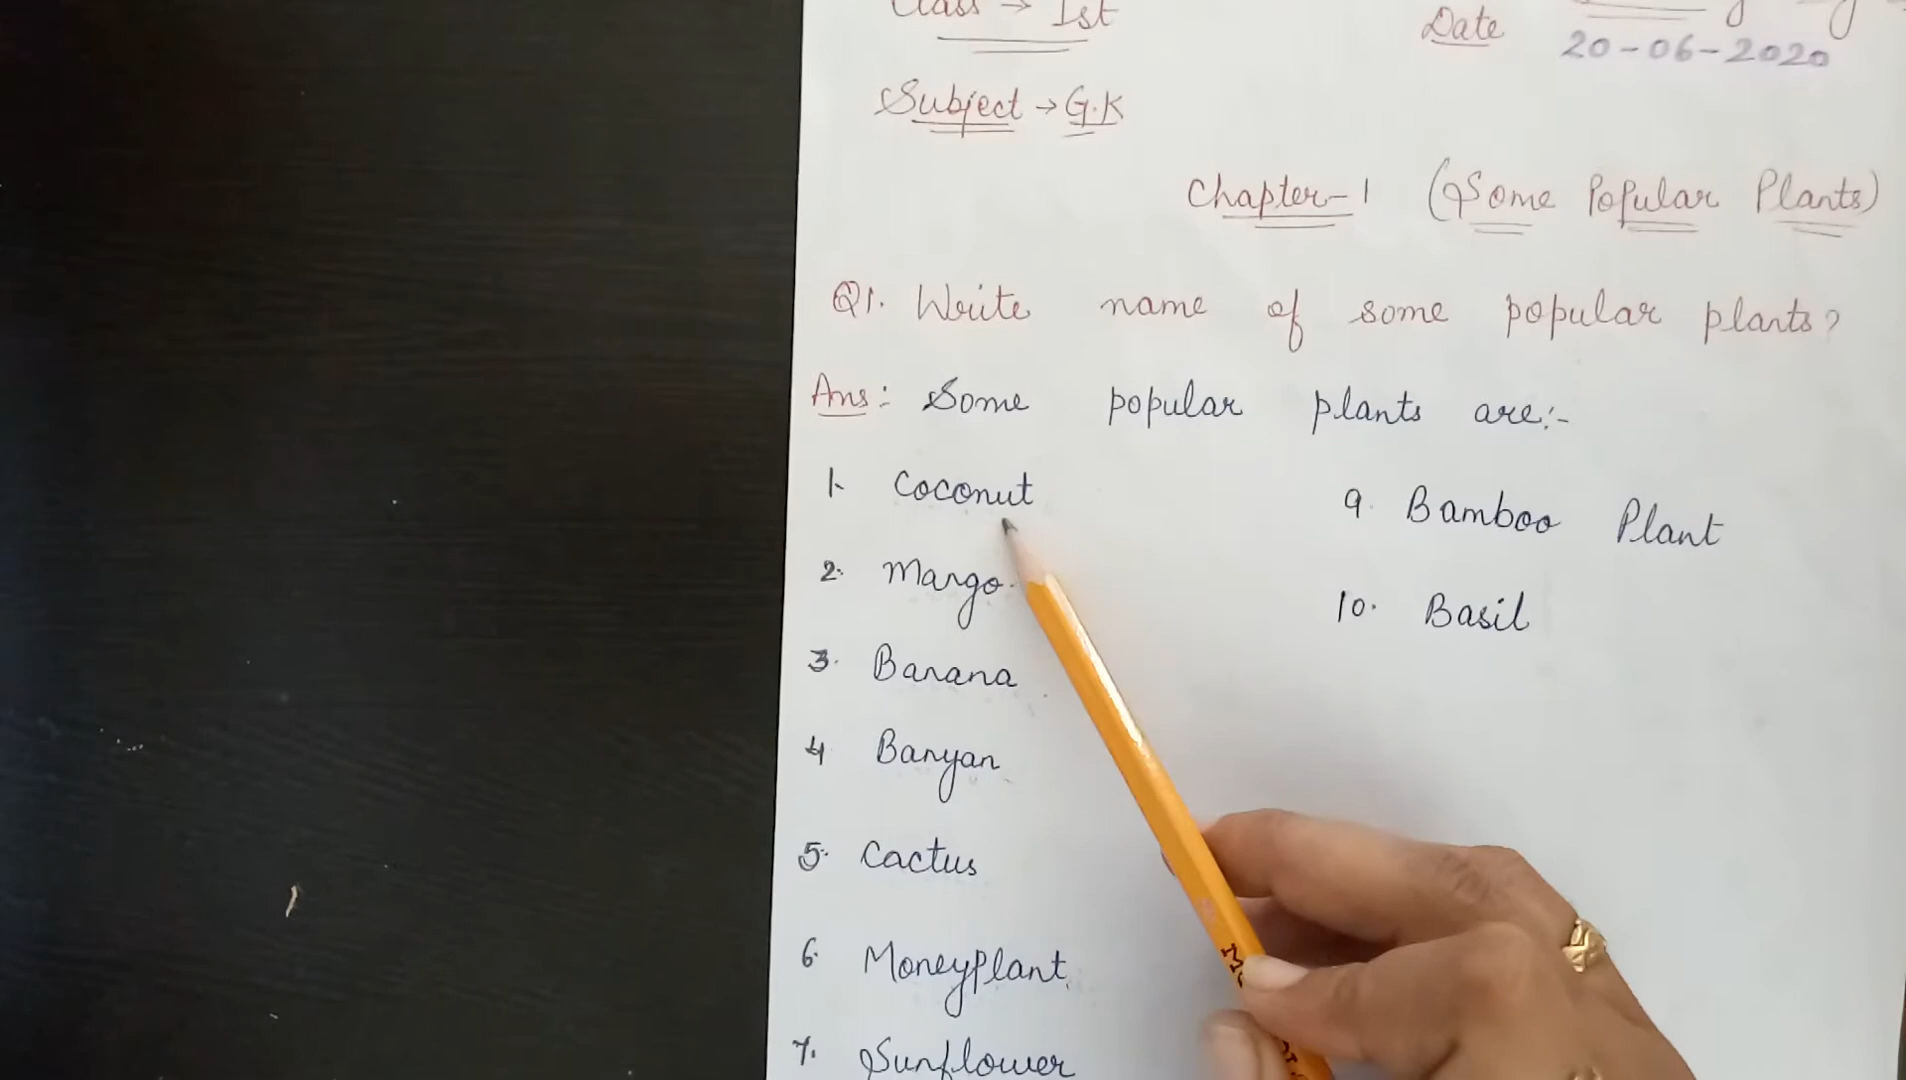 Class → Ist
Date 20-06-2020
Subject → G.K
Chapter-1 (Some Popular Plants)
Q1. Write name of some popular plants?
Ans: Some popular plants are:-
1. Coconut
2. Mango.
3. Banana
4 Banyan
5. Cactus
6. Moneyplant.
7. Sunflower
9. Bamboo Plant
10. Basil